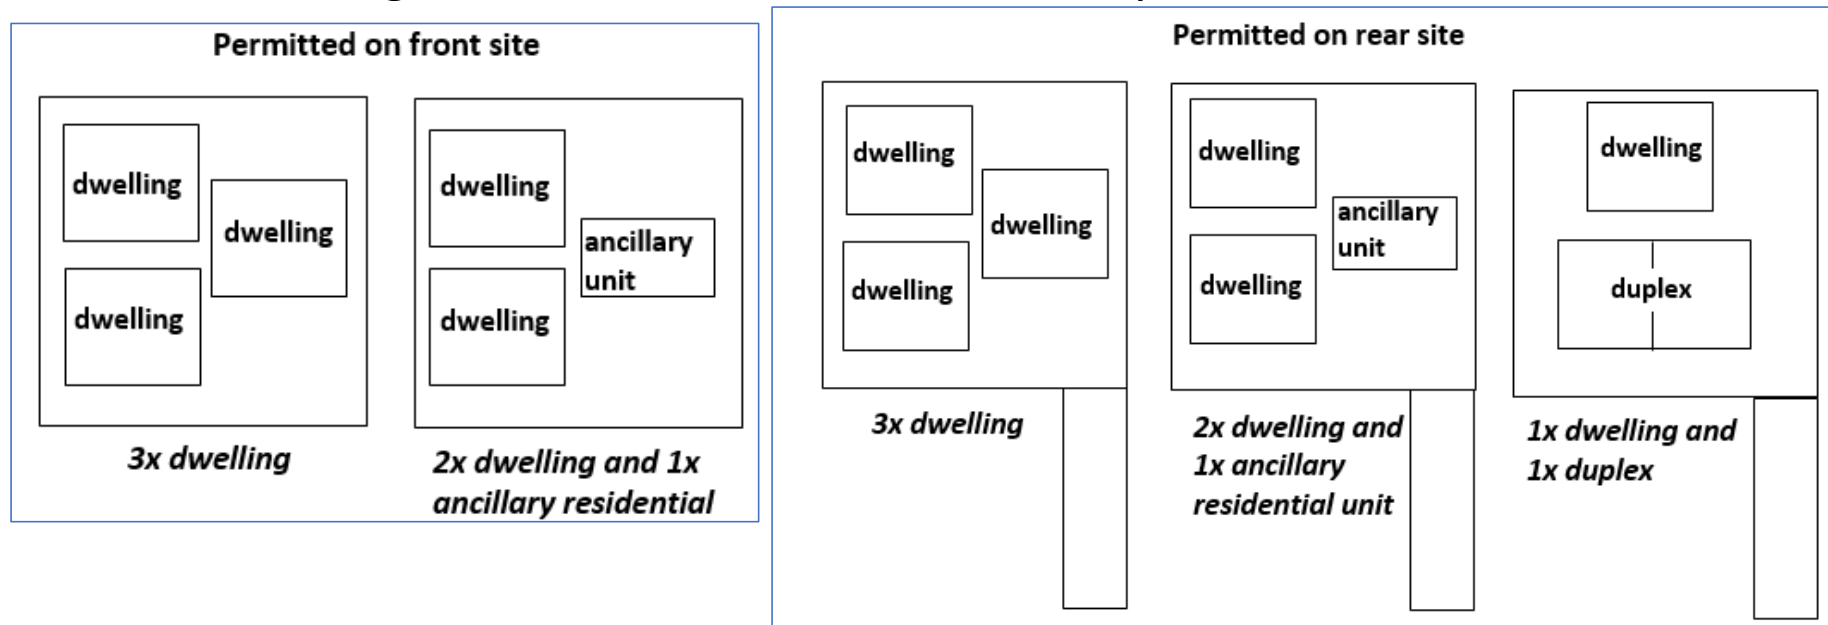 Permitted on front site
dwelling
dwelling
dwelling
3x dwelling
dwelling
ancillary
unit
dwelling
2x dwelling and 1x
ancillary residential
Permitted on rear site
dwelling
dwelling
dwelling
3x dwelling
dwelling
ancillary
unit
dwelling
2x dwelling and
1x ancillary
residential unit
dwelling
duplex
1x dwelling and
1x duplex